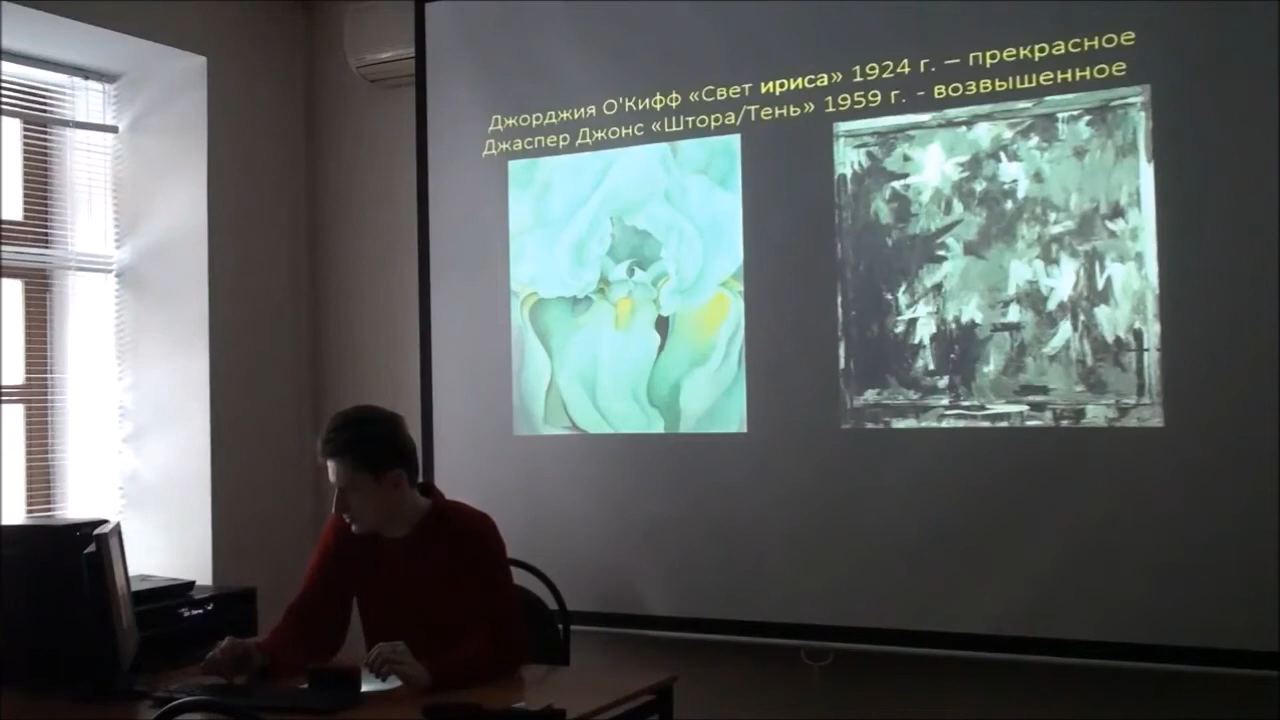 Джорджия О'Кифф «Свет ириса» 1924 г. – прекрасное
Джаспер Джонс «Штора/Тень» 1959 г. - возвышенное